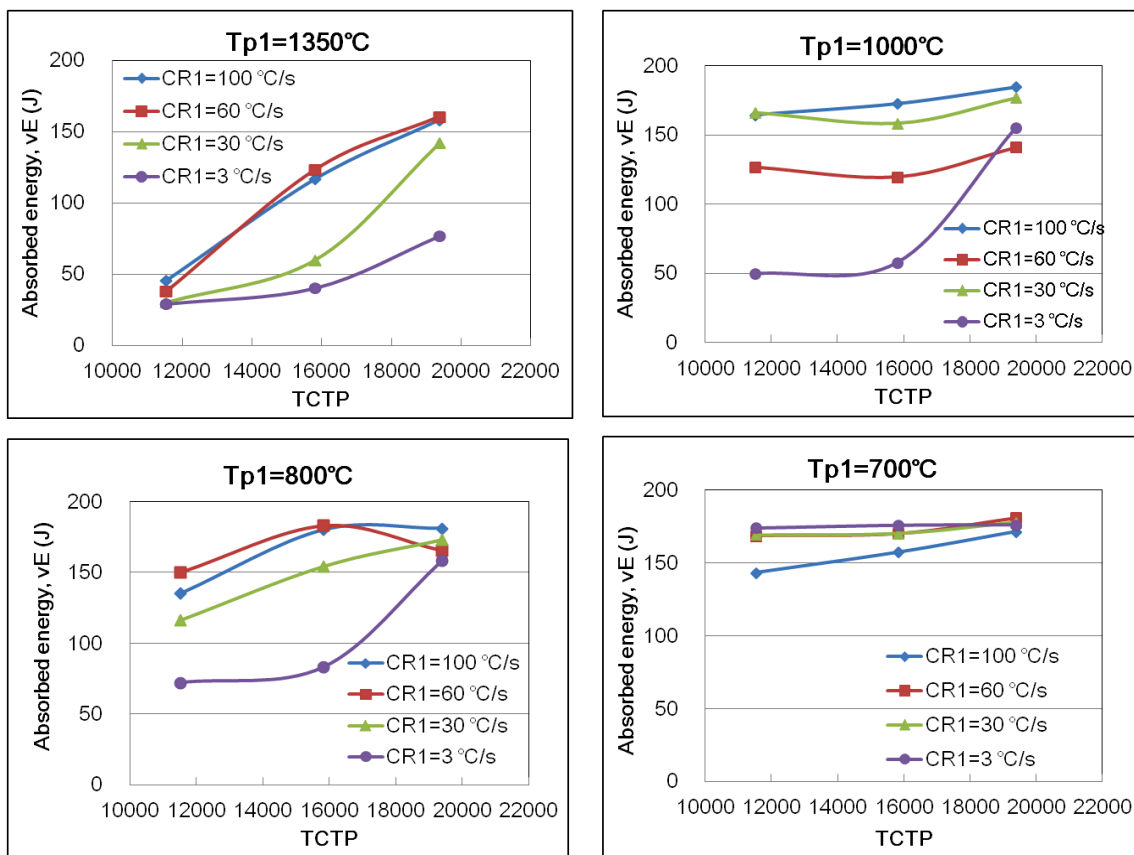 Tp1=1350℃
200
150
100
50
0
Absorbed energy, vE (J)
CR1=100 ℃/s
CR1=60 ℃/s
CR1=30 ℃/s
CR1=3 ℃/s
10000 12000 14000 16000 18000 20000 22000
TCTP
Tp1=1000℃
200
150
100
50
0
Absorbed energy, vE (J)
CR1=100 ℃/s
CR1=60 ℃/s
CR1=30 ℃/s
CR1=3 ℃/s
10000 12000 14000 16000 18000 20000 22000
TCTP
Tp1=800℃
200
150
100
50
0
Absorbed energy, vE (J)
CR1=100 ℃/s
CR1=60 ℃/s
CR1=30 ℃/s
CR1=3 ℃/s
10000 12000 14000 16000 18000 20000 22000
TCTP
Tp1=700℃
200
150
100
50
0
Absorbed energy, vE (J)
CR1=100 ℃/s
CR1=60 ℃/s
CR1=30 ℃/s
CR1=3 ℃/s
10000 12000 14000 16000 18000 20000 22000
TCTP